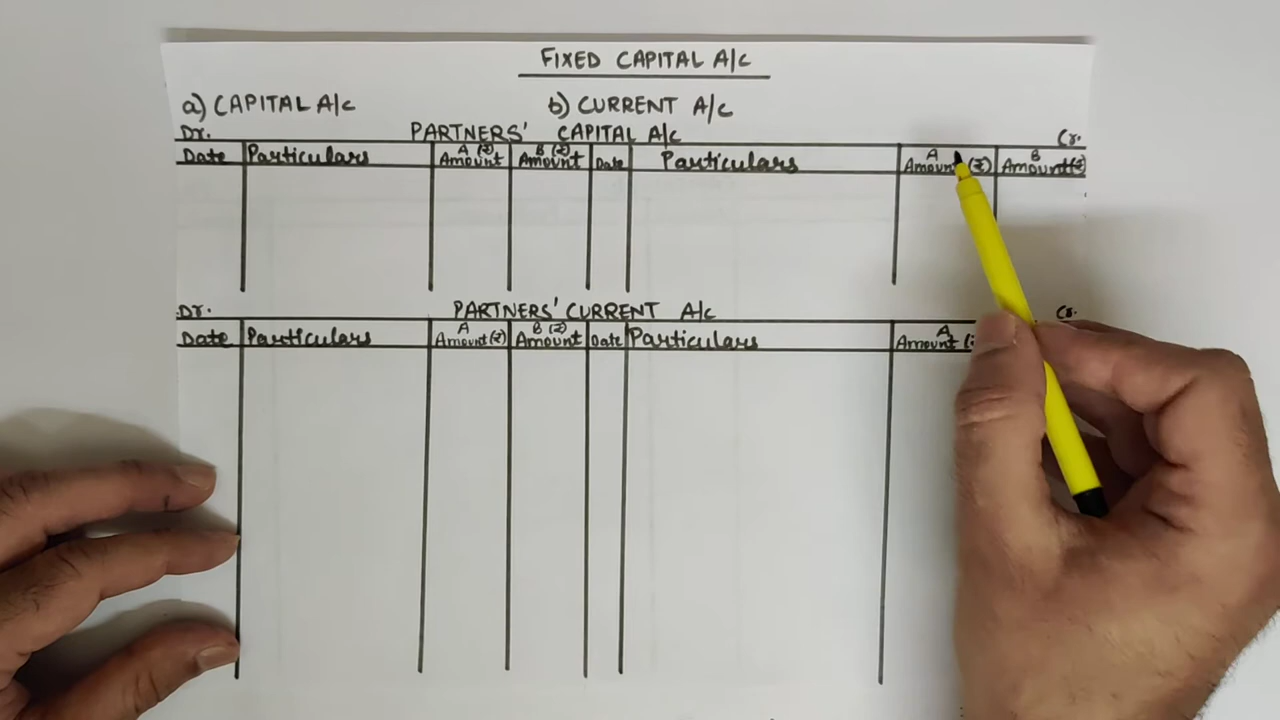 FIXED CAPITAL A/c
a) CAPITAL A/c b) CURRENT A/c
Dr. PARTNERS' CAPITAL A/c Cr.
Date Particulars A (₹) Amount B (₹) Amount Date Particulars A Amount (₹) B Amount (₹)
Dr. PARTNERS' CURRENT A/c Cr.
Date Particulars A Amount (₹) B (₹) Amount Date Particulars A Amount